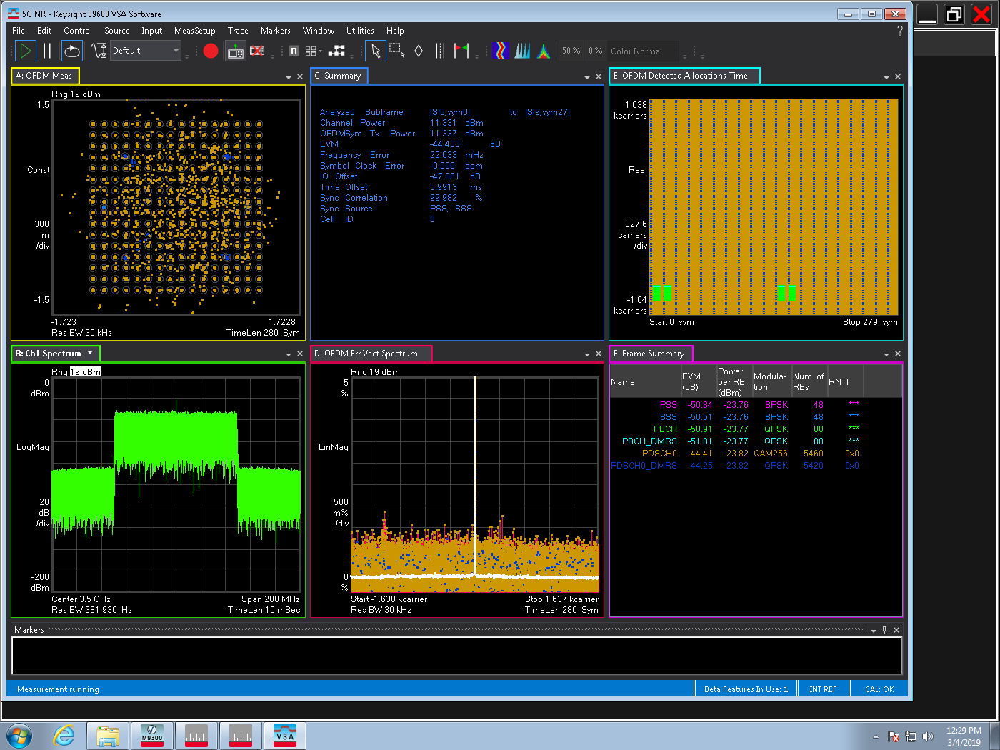 5G NR - Keysight 89600 VSA Software
File Edit Control Source Input MeasSetup Trace Markers Window Utilities Help ?
Default B 50 % 0 % Color Normal
A: OFDM Meas
Rng 19 dBm
1.5
Const
300
m
/div
-1.5
-1.723 1.7228
Res BW 30 kHz TimeLen 280 Sym
C: Summary
Analyzed Subframe [Sf0,sym0] to [Sf9,sym27]
Channel Power 11.331 dBm
OFDMSym. Tx. Power 11.337 dBm
EVM -44.433 dB
Frequency Error 22.633 mHz
Symbol Clock Error -0.000 ppm
IQ Offset -47.001 dB
Time Offset 5.9913 ms
Sync Correlation 99.982 %
Sync Source PSS, SSS
Cell ID 0
E: OFDM Detected Allocations Time
1.638
kcarriers
Real
327.6
carriers
/div
-1.64
kcarriers
Start 0 sym Stop 279 sym
B: Ch1 Spectrum
Rng 19 dBm
0
dBm
LogMag
20
dB
/div
-200
dBm
Center 3.5 GHz Span 200 MHz
Res BW 381.936 Hz TimeLen 10 mSec
D: OFDM Err Vect Spectrum
Rng 19 dBm
5
%
LinMag
500
m%
/div
0
%
Start -1.638 kcarrier Stop 1.637 kcarrier
Res BW 30 kHz TimeLen 280 Sym
F: Frame Summary
Name EVM (dB) Power per RE (dBm) Modula-tion Num. of RBs RNTI
PSS -50.84 -23.76 BPSK 48 ***
SSS -50.51 -23.76 BPSK 48 ***
PBCH -50.91 -23.77 QPSK 80 ***
PBCH_DMRS -51.01 -23.77 QPSK 80 ***
PDSCH0 -44.41 -23.82 QAM256 5460 0x0
PDSCH0_DMRS -44.25 -23.82 QPSK 5420 0x0
Markers
Measurement running Beta Features In Use: 1 INT REF CAL: OK
M9300 VSA
12:29 PM
3/4/2019